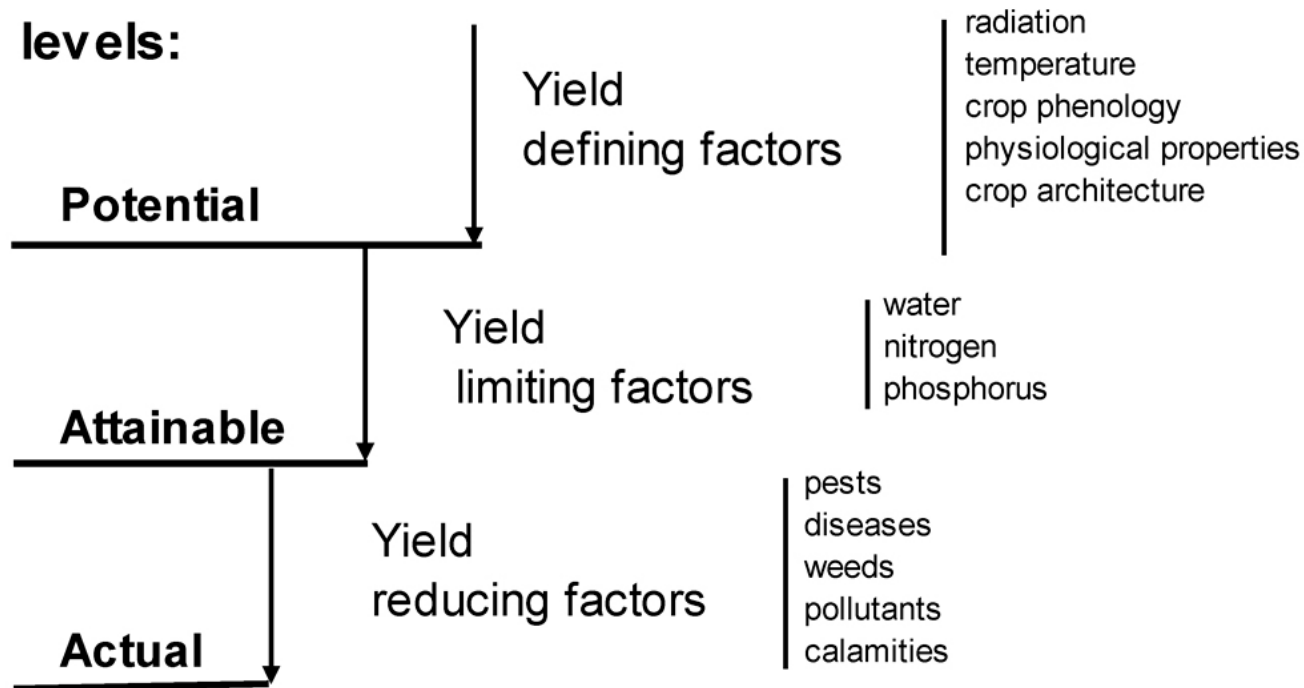 levels:
Yield
defining factors
radiation
temperature
crop phenology
physiological properties
crop architecture
Potential
Yield
limiting factors
water
nitrogen
phosphorus
Attainable
Yield
reducing factors
pests
diseases
weeds
pollutants
calamities
Actual